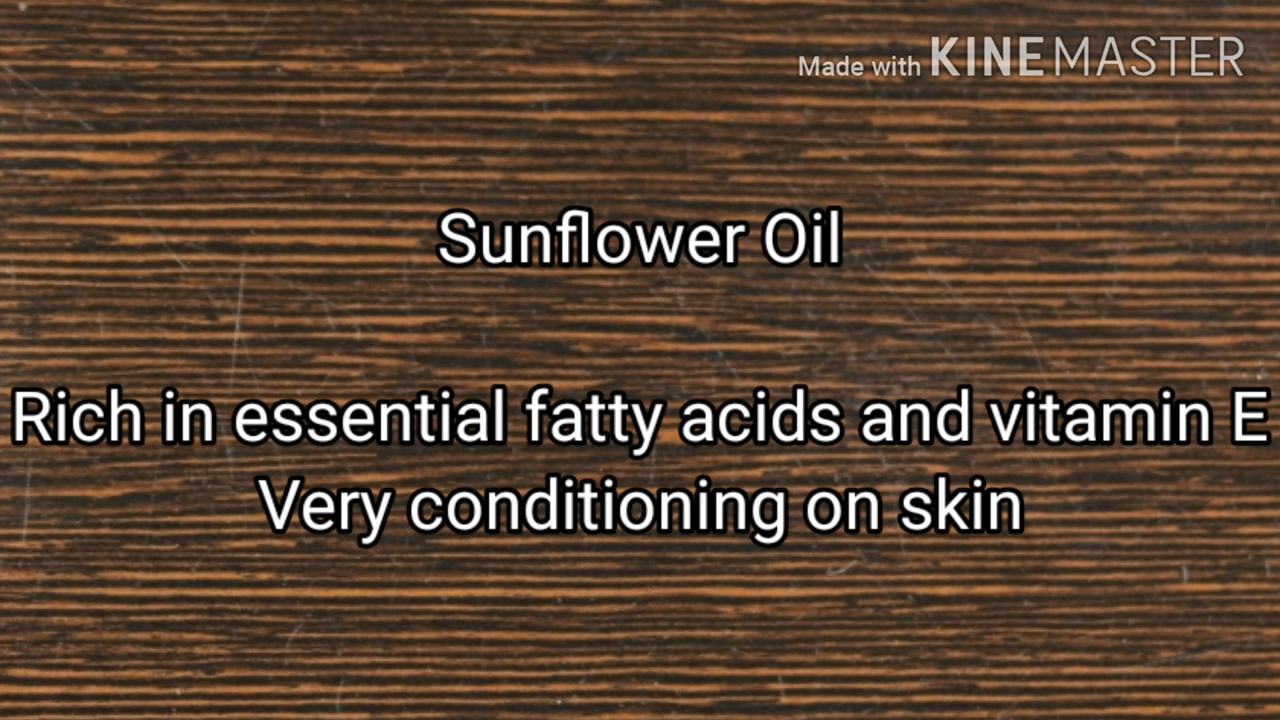 Made with KINEMASTER
Sunflower Oil
Rich in essential fatty acids and vitamin E
Very conditioning on skin